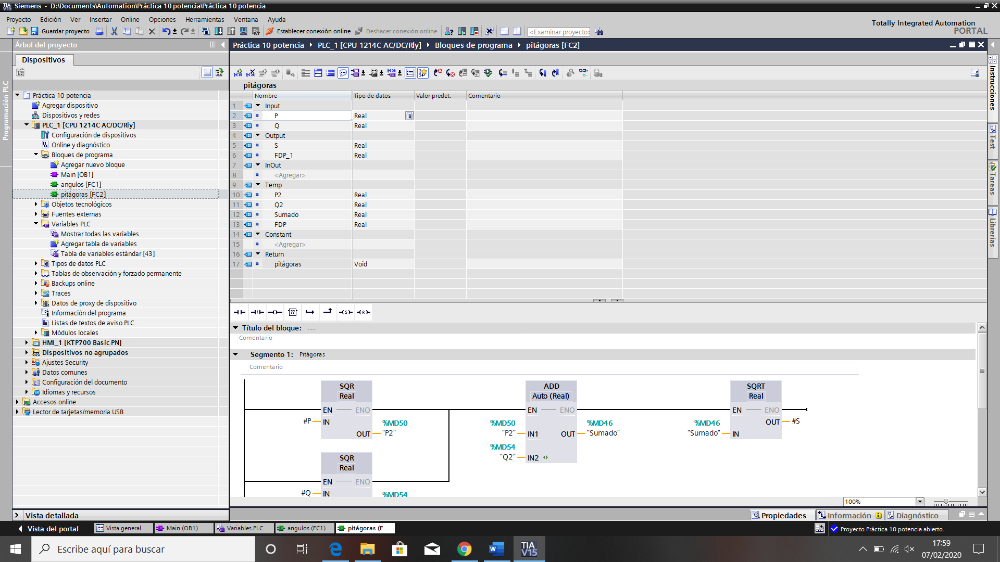 Siemens - D:\Documents\Automation\Práctica 10 potencia\Práctica 10 potencia
Proyecto Edición Ver Insertar Online Opciones Herramientas Ventana Ayuda
Totally Integrated Automation
PORTAL
Guardar proyecto
Establecer conexión online
Deshacer conexión online
<Examinar proyecto>
Árbol del proyecto
Práctica 10 potencia PLC_1 [CPU 1214C AC/DC/Rly] Bloques de programa pitágoras [FC2]
Dispositivos
Programación PLC
Práctica 10 potencia
Agregar dispositivo
Dispositivos y redes
PLC_1 [CPU 1214C AC/DC/Rly]
Configuración de dispositivos
Online y diagnóstico
Bloques de programa
Agregar nuevo bloque
Main [OB1]
angulos [FC1]
pitágoras [FC2]
Objetos tecnológicos
Fuentes externas
Variables PLC
Mostrar todas las variables
Agregar tabla de variables
Tabla de variables estándar [43]
Tipos de datos PLC
Tablas de observación y forzado permanente
Backups online
Traces
Datos de proxy de dispositivo
Información del programa
Listas de textos de aviso PLC
Módulos locales
HMI_1 [KTP700 Basic PN]
Dispositivos no agrupados
Ajustes Security
Datos comunes
Configuración del documento
Idiomas y recursos
Accesos online
Lector de tarjetas/memoria USB
Vista detallada
pitágoras
Nombre Tipo de datos Valor predet. Comentario
1 Input
2 P Real
3 Q Real
4 Output
5 S Real
6 FDP_1 Real
7 InOut
8 <Agregar>
9 Temp
10 P2 Real
11 Q2 Real
12 Sumado Real
13 FDP Real
14 Constant
15 <Agregar>
16 Return
17 pitágoras Void
Título del bloque: .....
Comentario
Segmento 1: Pitágoras
Comentario
SQR
Real
EN ENO
#P IN
OUT
%MD50
"P2"
SQR
Real
EN ENO
#Q IN
%MD54
ADD
Auto (Real)
EN ENO
%MD50
"P2" IN1
OUT
%MD46
"Sumado"
%MD54
"Q2" IN2
SQRT
Real
EN ENO
%MD46
"Sumado" IN
OUT #S
100%
Instrucciones
Test
Tareas
Librerías
Propiedades
Información
Diagnóstico
Vista del portal
Vista general
Main (OB1)
Variables PLC
angulos (FC1)
pitágoras (F...
Proyecto Práctica 10 potencia abierto.
Escribe aquí para buscar
TIA
V15
17:59
07/02/2020